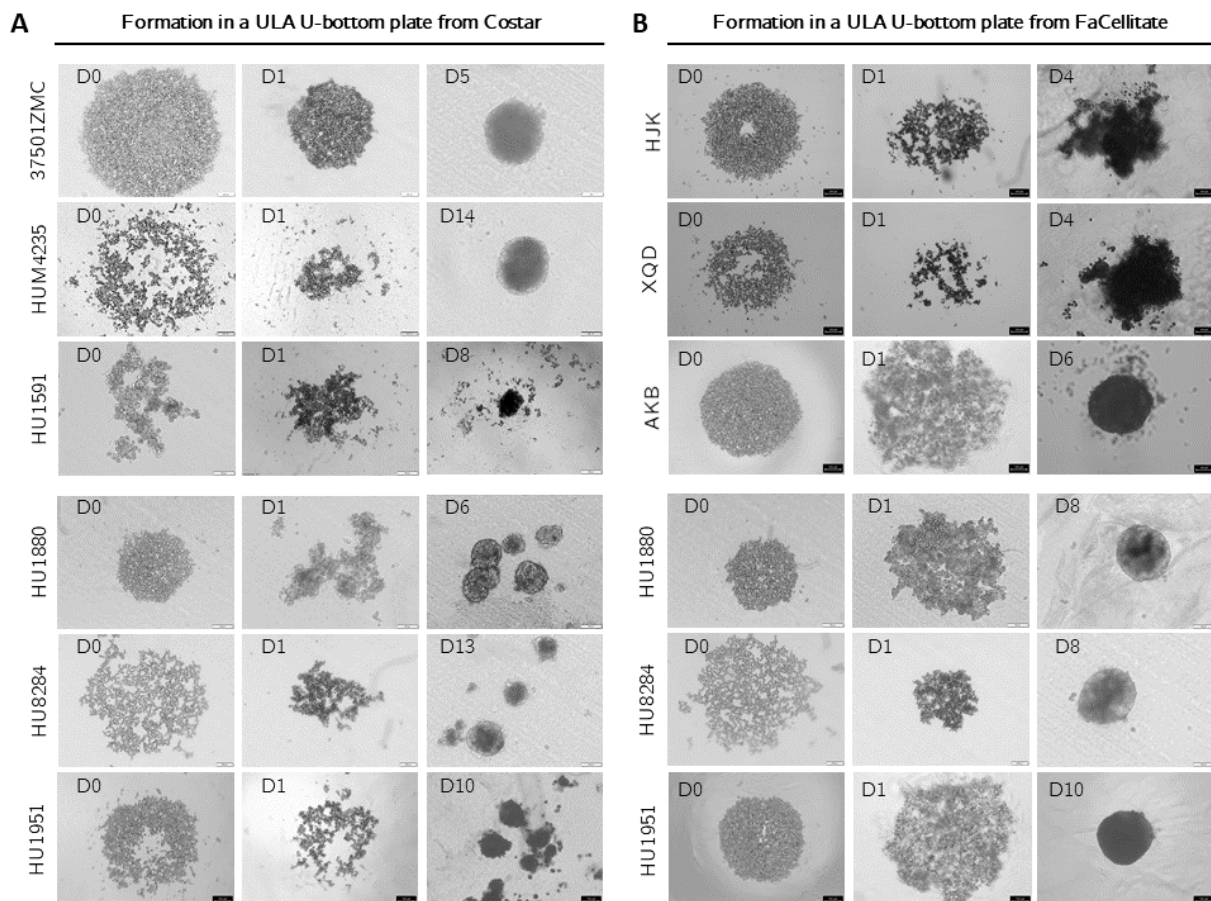 A
Formation in a ULA U-bottom plate from Costar
37501ZMC
D0
D1
D5
HUM4235
D0
D1
D14
HU1591
D0
D1
D8
HU1880
D0
D1
D6
HU8284
D0
D1
D13
HU1951
D0
D1
D10
B
Formation in a ULA U-bottom plate from FaCellitate
HJK
D0
D1
D4
XQD
D0
D1
D4
AKB
D0
D1
D6
HU1880
D0
D1
D8
HU8284
D0
D1
D8
HU1951
D0
D1
D10